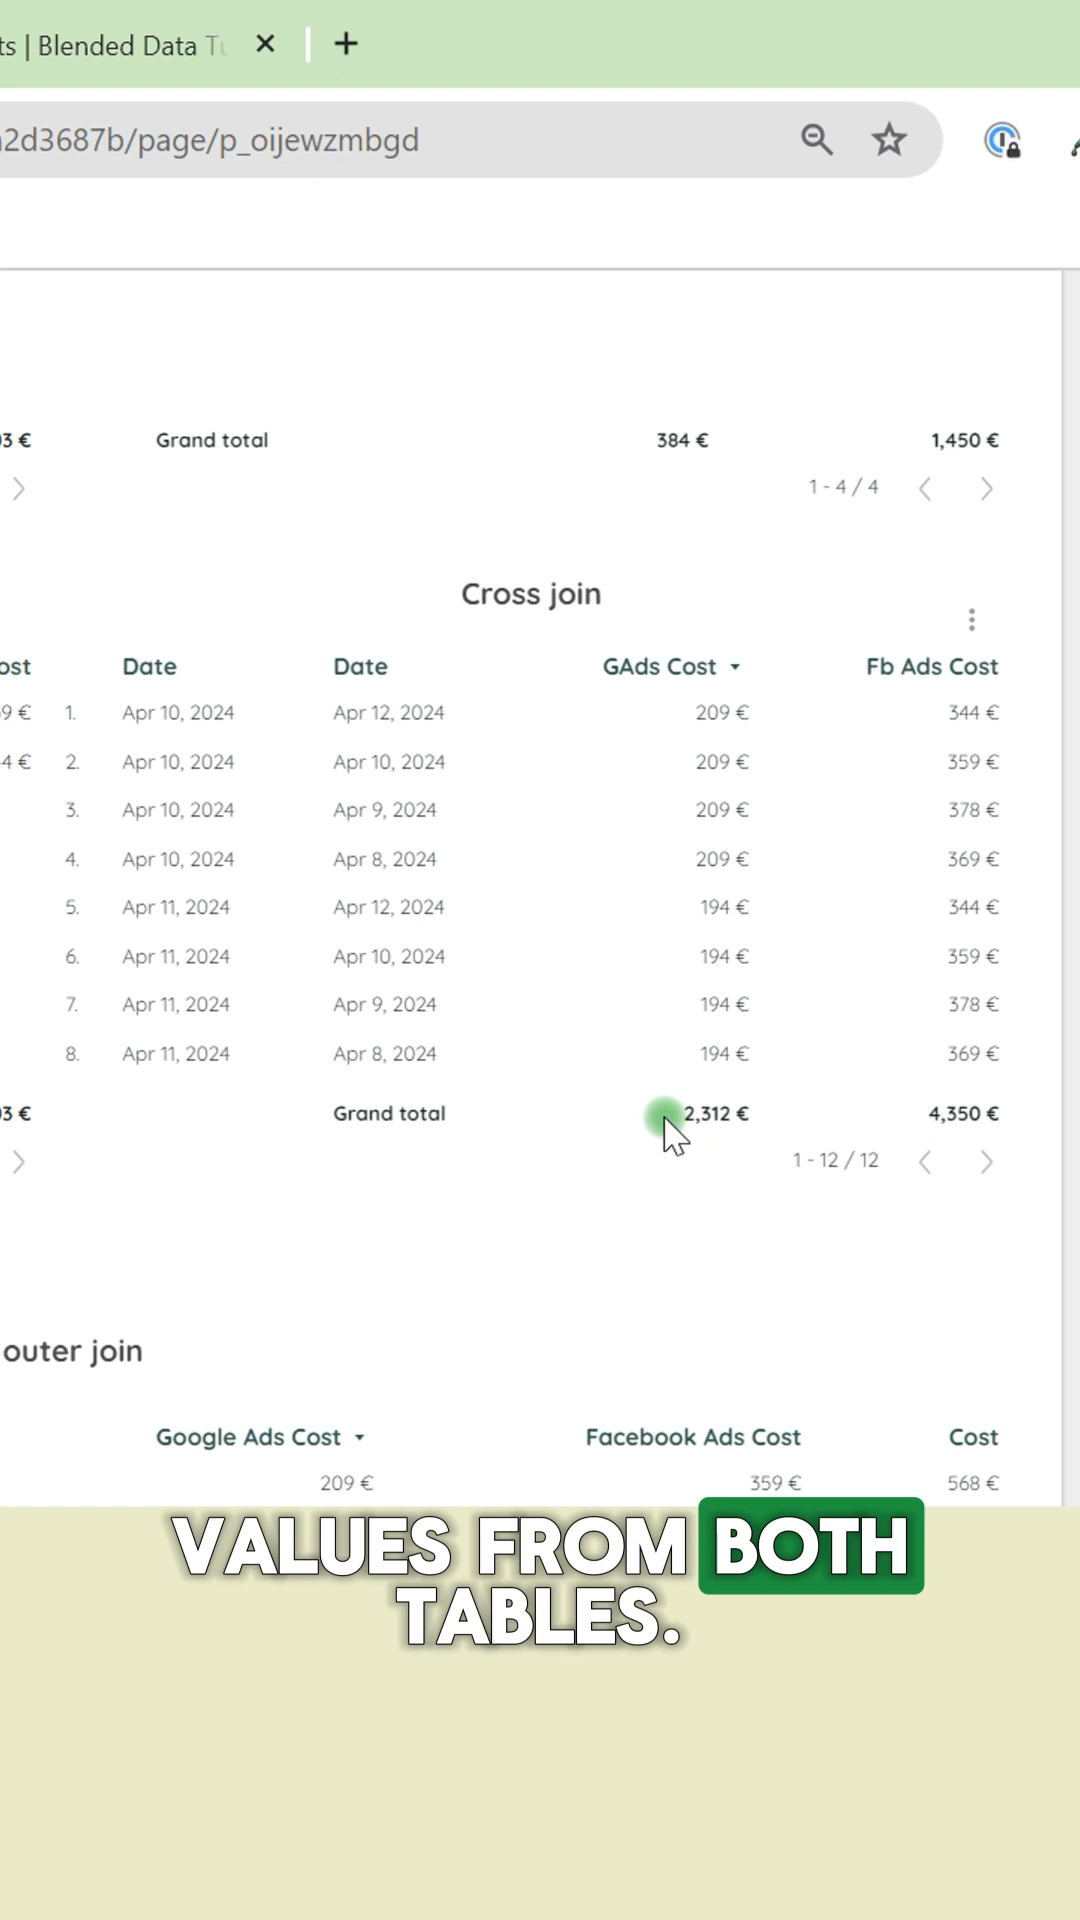 ts | Blended Data Tu
a2d3687b/page/p_oijewzmbgd
03 € Grand total 384 € 1,450 €
1 - 4 / 4
Cross join
ost Date Date GAds Cost Fb Ads Cost
9 € 1. Apr 10, 2024 Apr 12, 2024 209 € 344 €
4 € 2. Apr 10, 2024 Apr 10, 2024 209 € 359 €
3. Apr 10, 2024 Apr 9, 2024 209 € 378 €
4. Apr 10, 2024 Apr 8, 2024 209 € 369 €
5. Apr 11, 2024 Apr 12, 2024 194 € 344 €
6. Apr 11, 2024 Apr 10, 2024 194 € 359 €
7. Apr 11, 2024 Apr 9, 2024 194 € 378 €
8. Apr 11, 2024 Apr 8, 2024 194 € 369 €
03 € Grand total 2,312 € 4,350 €
1 - 12 / 12
outer join
Google Ads Cost Facebook Ads Cost Cost
209 € 359 € 568 €
VALUES FROM BOTH
TABLES.